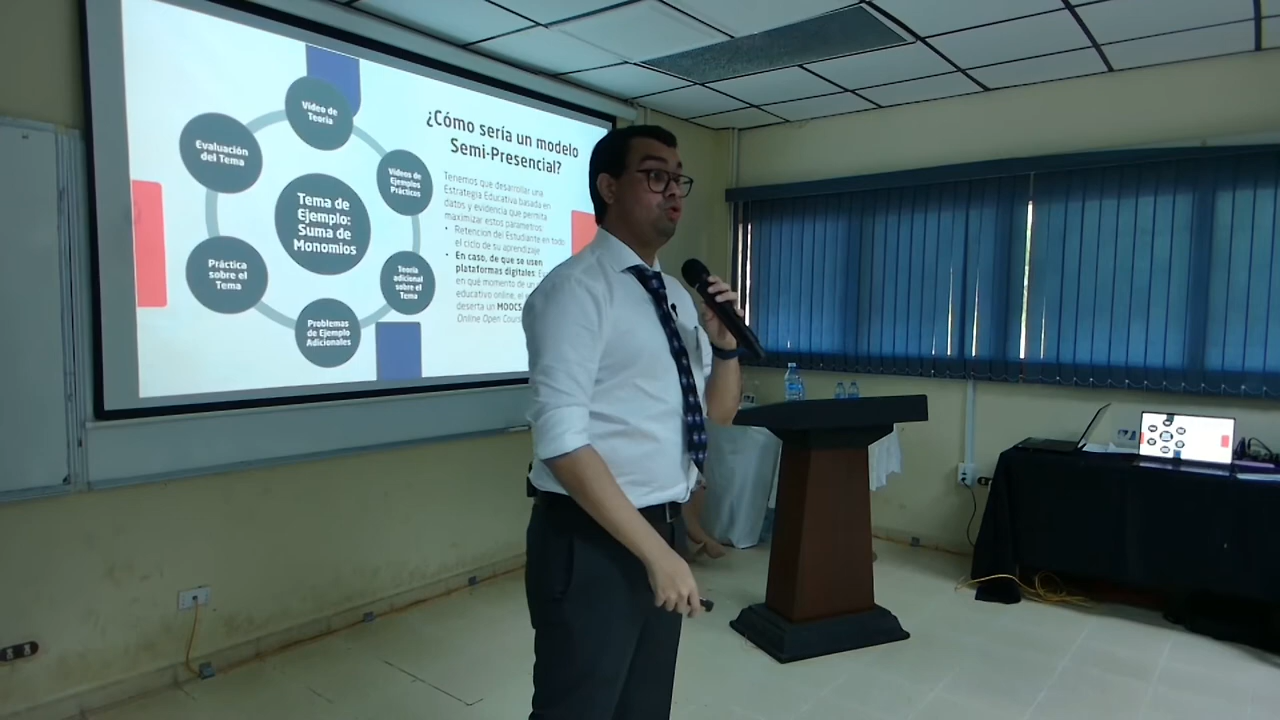 ¿Cómo sería un modelo
Semi-Presencial?
Tenemos que desarrollar una
Estrategia Educativa basada en
datos y evidencia que permita
maximizar estos parámetros
• Retención del Estudiante en todo
el ciclo de su aprendizaje
• En caso, de que se usen
plataformas digitales:
en qué momento de un
educativo online, el
deserta un MOOCS
Online Open
Video de
Teoría
Videos de
Ejemplos
Prácticos
Teoría
adicional
sobre el
Tema
Problemas
de Ejemplo
Adicionales
Práctica
sobre el
Tema
Evaluación
del Tema
Tema de
Ejemplo:
Suma de
Monomios